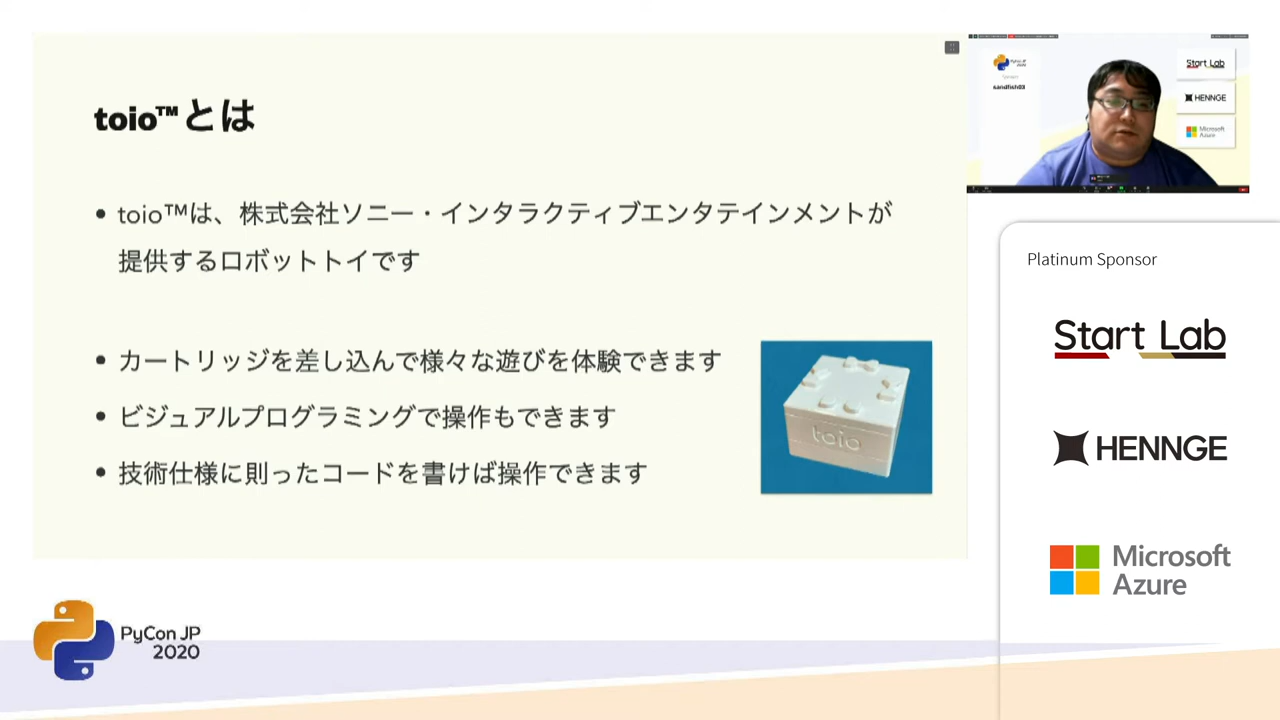 toio™とは
• toio™は、株式会社ソニー・インタラクティブエンタテインメントが
提供するロボットトイです
• カートリッジを差し込んで様々な遊びを体験できます
• ビジュアルプログラミングで操作もできます
• 技術仕様に則ったコードを書けば操作できます
toio
sandfish03
Start Lab
HENNGE
Microsoft
Azure
Platinum Sponsor
Start Lab
HENNGE
Microsoft
Azure
PyCon JP
2020